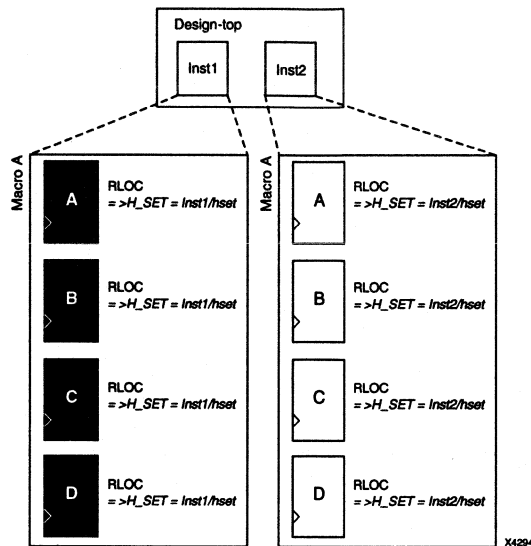 Design-top
Inst1
Inst2
Macro A
A
RLOC
=>H_SET = Inst1/hset
B
RLOC
=>H_SET = Inst1/hset
C
RLOC
=>H_SET = Inst1/hset
D
RLOC
=>H_SET = Inst1/hset
Macro A
A
RLOC
=>H_SET = Inst2/hset
B
RLOC
=>H_SET = Inst2/hset
C
RLOC
=>H_SET = Inst2/hset
D
RLOC
=>H_SET = Inst2/hset
X4294